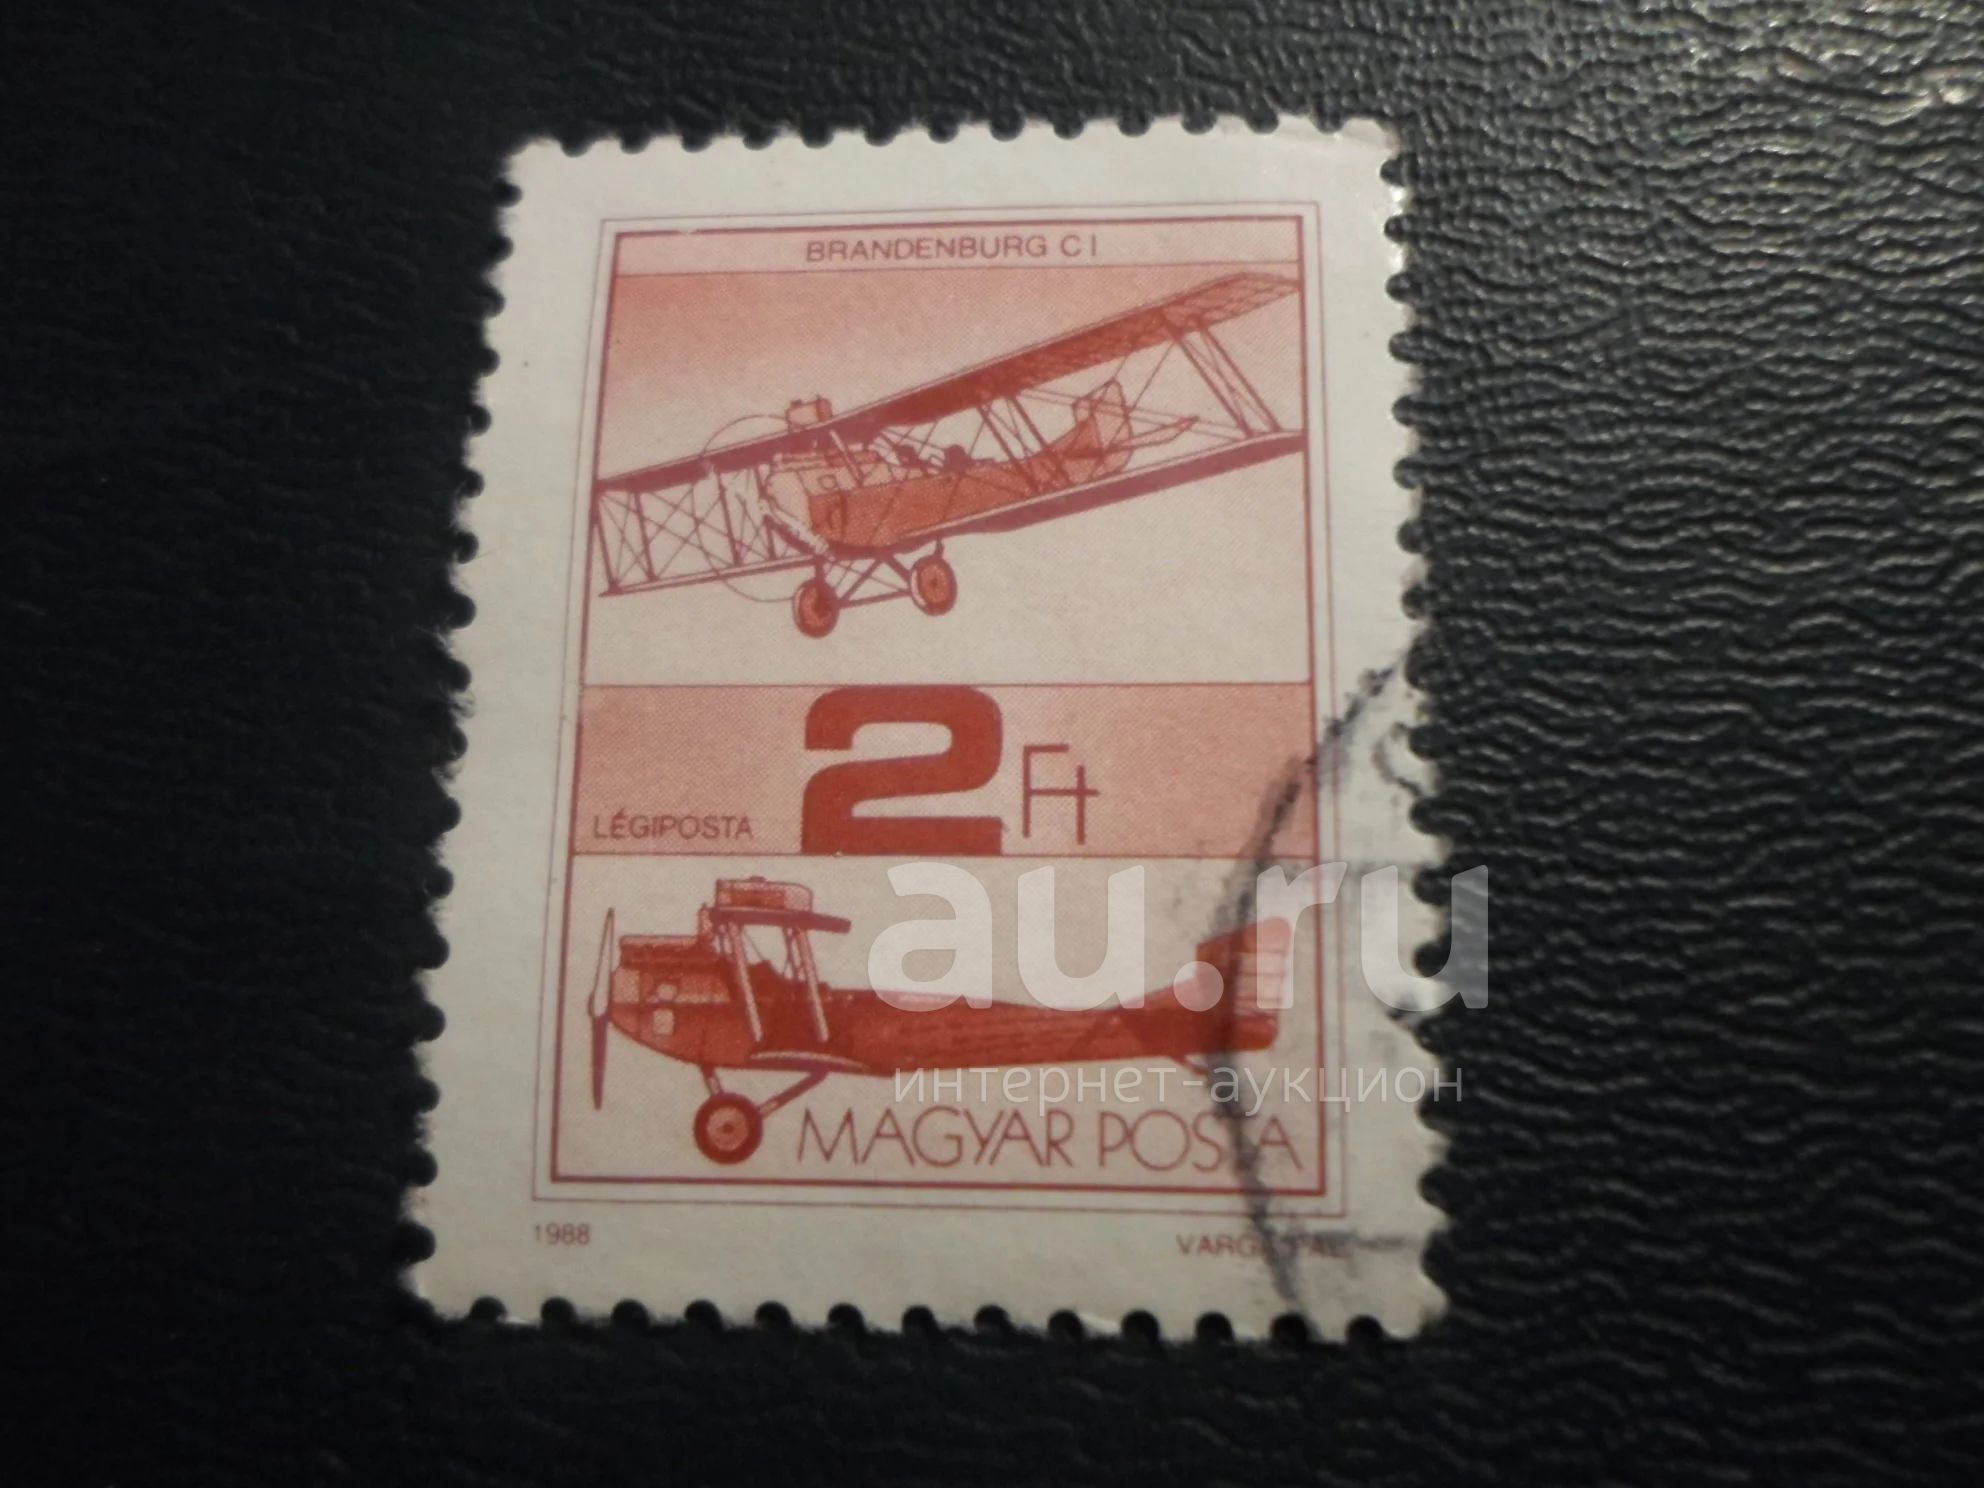 BRANDENBURG C I
2 Ft
LÉGIPOSTA
au.ru
интернет-аукцион
MAGYAR POSTA
1988